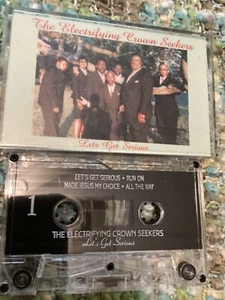 The Electrifying Crown Seekers
Lets Get Serious
LET'S GET SERIOUS • RUN ON
MADE JESUS MY CHOICE • ALL THE WAY
1
THE ELECTRIFYING CROWN SEEKERS
Let's Get Serious